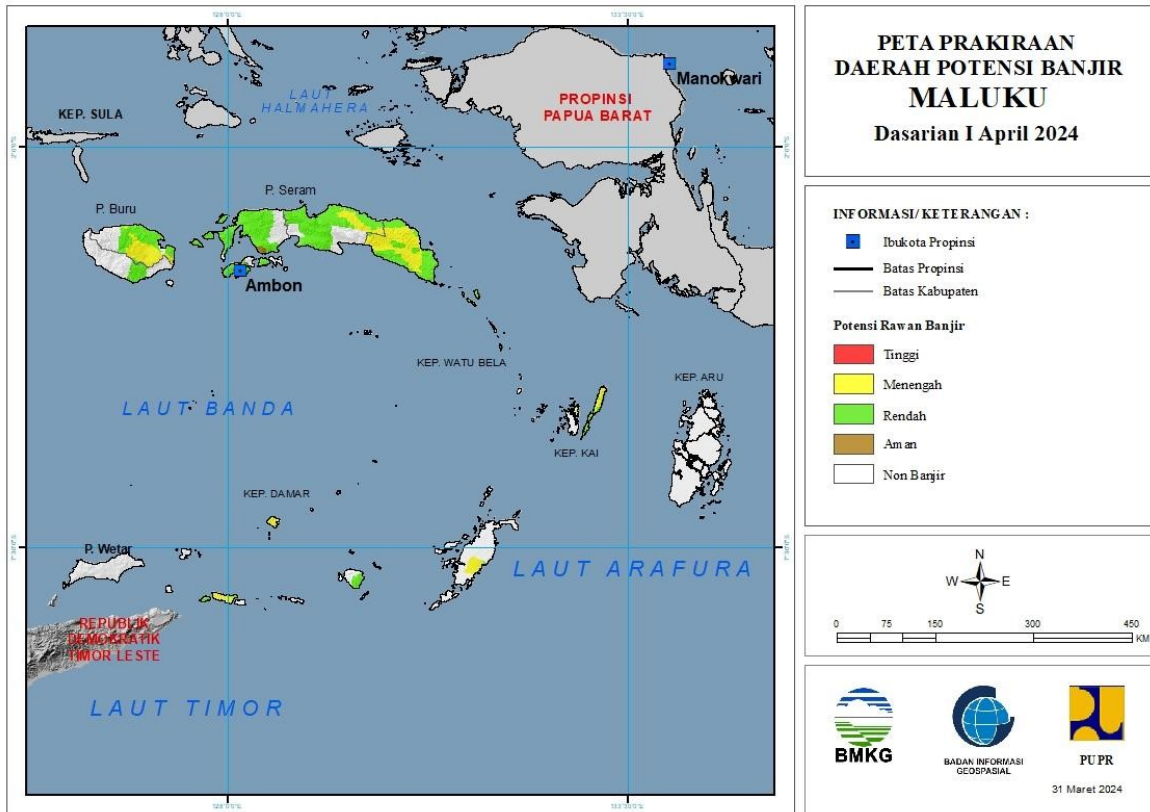 PETA PRAKIRAAN
DAERAH POTENSI BANJIR
MALUKU
Dasarian I April 2024
INFORMASI/ KETERANGAN :
Ibukota Propinsi
Batas Propinsi
Batas Kabupaten
Potensi Rawan Banjir
Tinggi
Menengah
Rendah
Aman
Non Banjir
N
W E
S
0 75 150 300 450
KM
BMKG
BADAN INFORMASI
GEOSPASIAL
PUPR
31 Maret 2024
Manokwari
LAUT
HALMAHERA
PROPINSI
PAPUA BARAT
KEP. SULA
P. Seram
P. Buru
Ambon
KEP. WATU BELA
KEP. ARU
LAUT BANDA
KEP. KAI
KEP. DAMAR
P. Wetar
LAUT ARAFURA
REPUBLIK
DEMOKRATIK
TIMOR LESTE
LAUT TIMOR